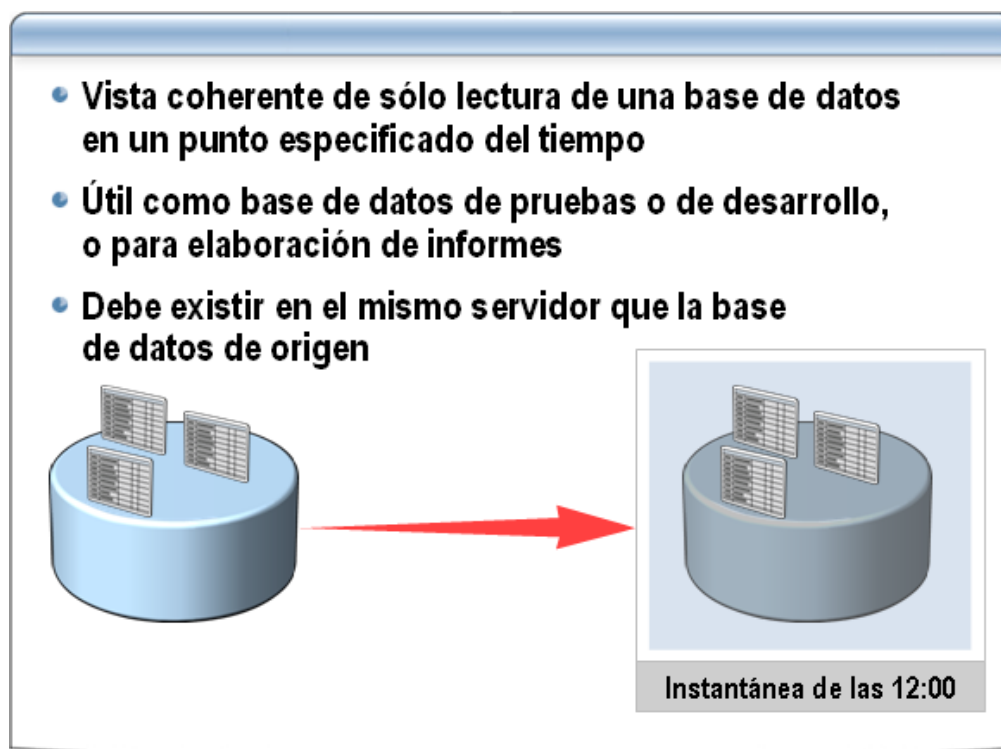 Vista coherente de sólo lectura de una base de datos
en un punto especificado del tiempo
Útil como base de datos de pruebas o de desarrollo,
o para elaboración de informes
Debe existir en el mismo servidor que la base
de datos de origen
Instantánea de las 12:00